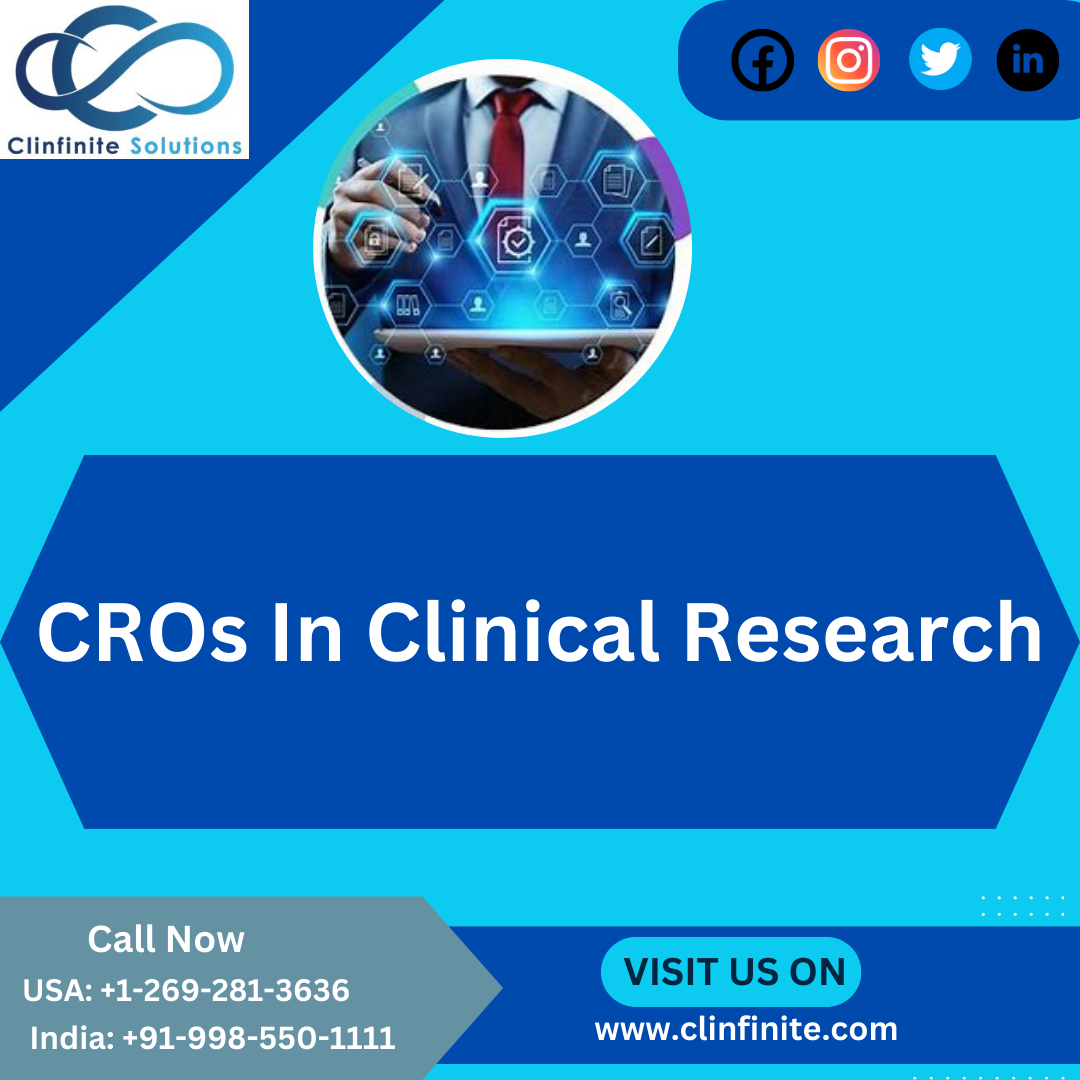 Clinfinite Solutions
CROs In Clinical Research
Call Now
USA: +1-269-281-3636
India: +91-998-550-1111
VISIT US ON
www.clinfinite.com